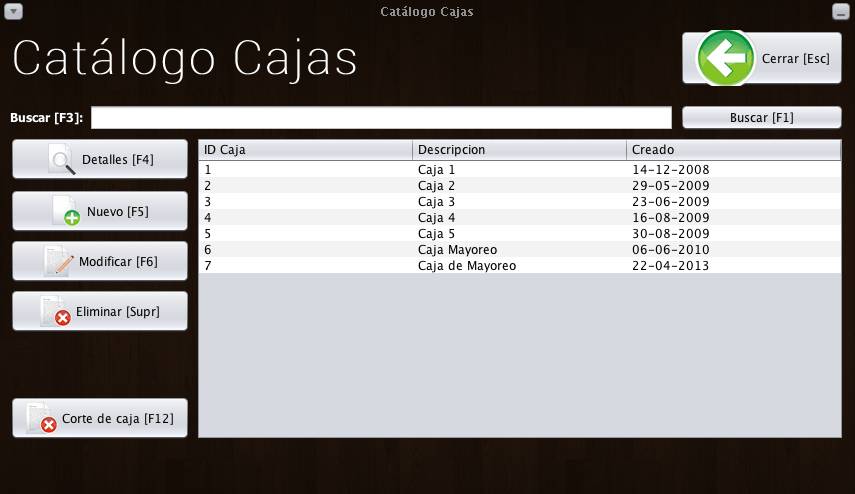 Catálogo Cajas
Catálogo Cajas
Cerrar [Esc]
Buscar [F3]:
Buscar [F1]
Detalles [F4]
Nuevo [F5]
Modificar [F6]
Eliminar [Supr]
Corte de caja [F12]
ID Caja Descripcion Creado
1 Caja 1 14-12-2008
2 Caja 2 29-05-2009
3 Caja 3 23-06-2009
4 Caja 4 16-08-2009
5 Caja 5 30-08-2009
6 Caja Mayoreo 06-06-2010
7 Caja de Mayoreo 22-04-2013